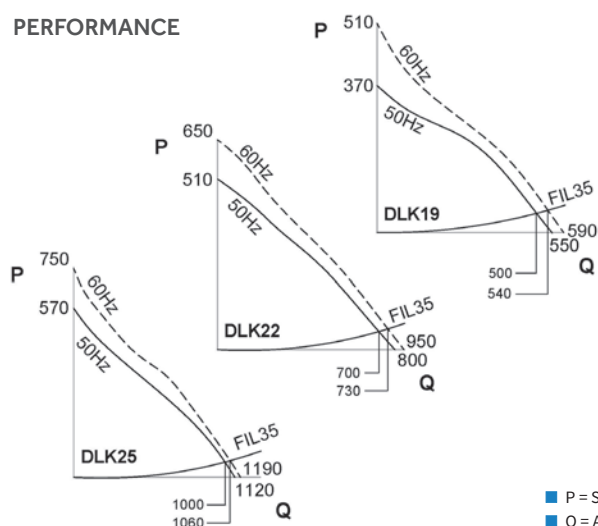 PERFORMANCE
P
510
60Hz
370
50Hz
DLK19
FIL35
590
550
500
540
Q
P
650
60Hz
510
50Hz
DLK22
FIL35
950
800
700
730
Q
P
750
60Hz
570
50Hz
DLK25
FIL35
1190
1120
1000
1060
Q
P = S
Q = A